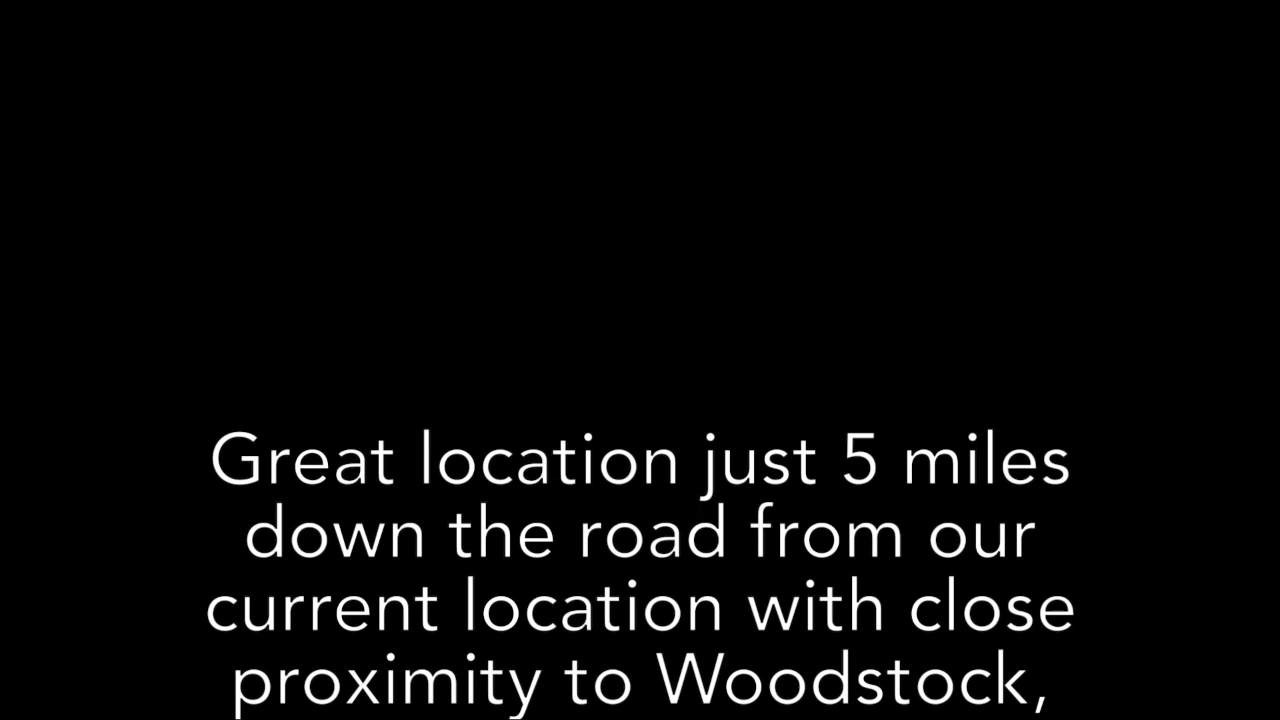 Great location just 5 miles
down the road from our
current location with close
proximity to Woodstock,